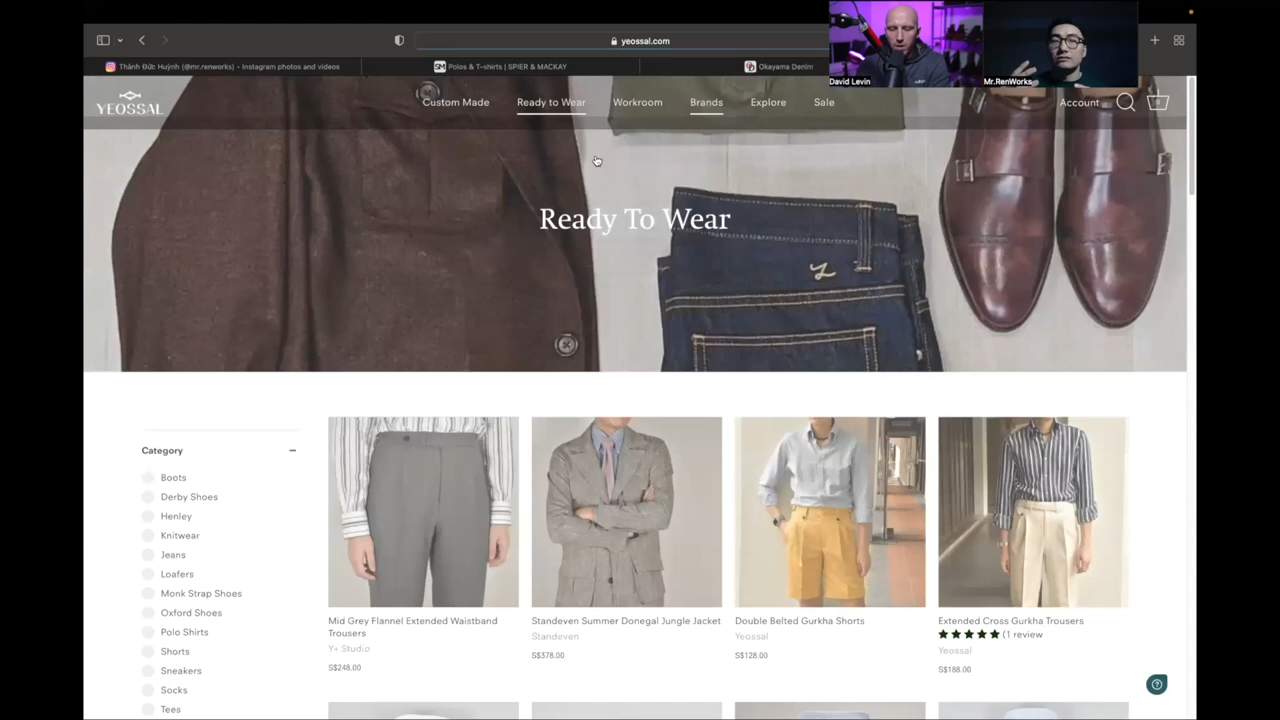 yeossal.com
Thành Đức Huỳnh (@mr.renworks) • Instagram photos and videos
SM Polos & T-shirts | SPIER & MACKAY
Okayama Denim
David Levin
Mr.RenWorks
YEOSSAL
Custom Made
Ready to Wear
Workroom
Brands
Explore
Sale
Account
Ready To Wear
Category
Boots
Derby Shoes
Henley
Knitwear
Jeans
Loafers
Monk Strap Shoes
Oxford Shoes
Polo Shirts
Shorts
Sneakers
Socks
Tees
Mid Grey Flannel Extended Waistband
Trousers
Y+ Studio
S$248.00
Standeven Summer Donegal Jungle Jacket
Standeven
S$378.00
Double Belted Gurkha Shorts
Yeossal
S$128.00
Extended Cross Gurkha Trousers
(1 review
Yeossal
S$188.00